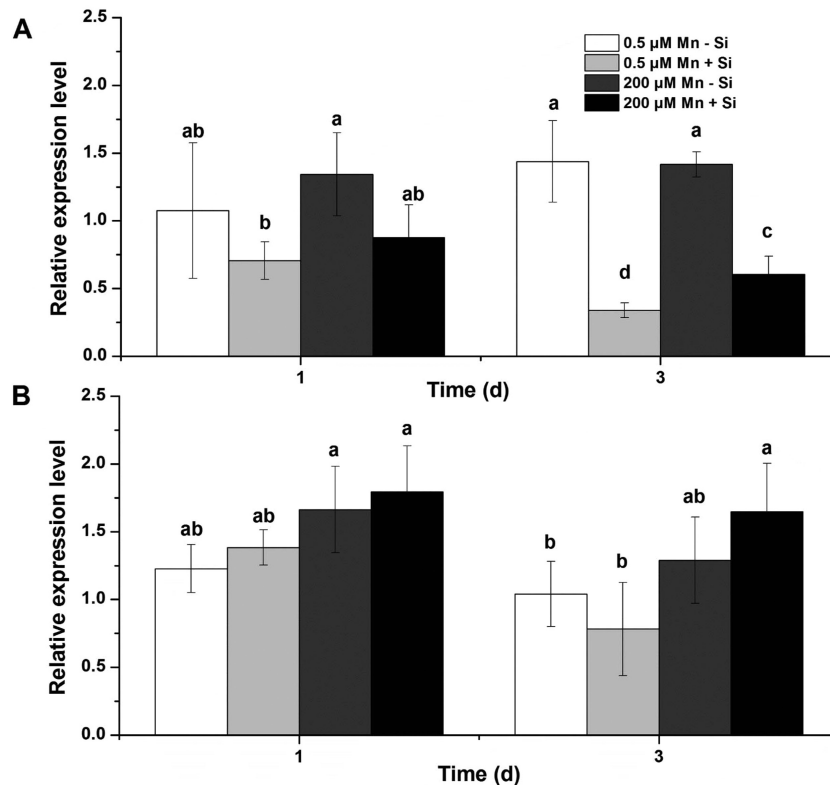 A
Relative expression level
2.5
2.0
1.5
1.0
0.5
0.0
0.5 μM Mn - Si
0.5 μM Mn + Si
200 μM Mn - Si
200 μM Mn + Si
ab
b
a
ab
a
d
a
c
1
3
Time (d)
B
Relative expression level
2.5
2.0
1.5
1.0
0.5
0.0
ab
ab
a
a
b
b
ab
a
1
3
Time (d)